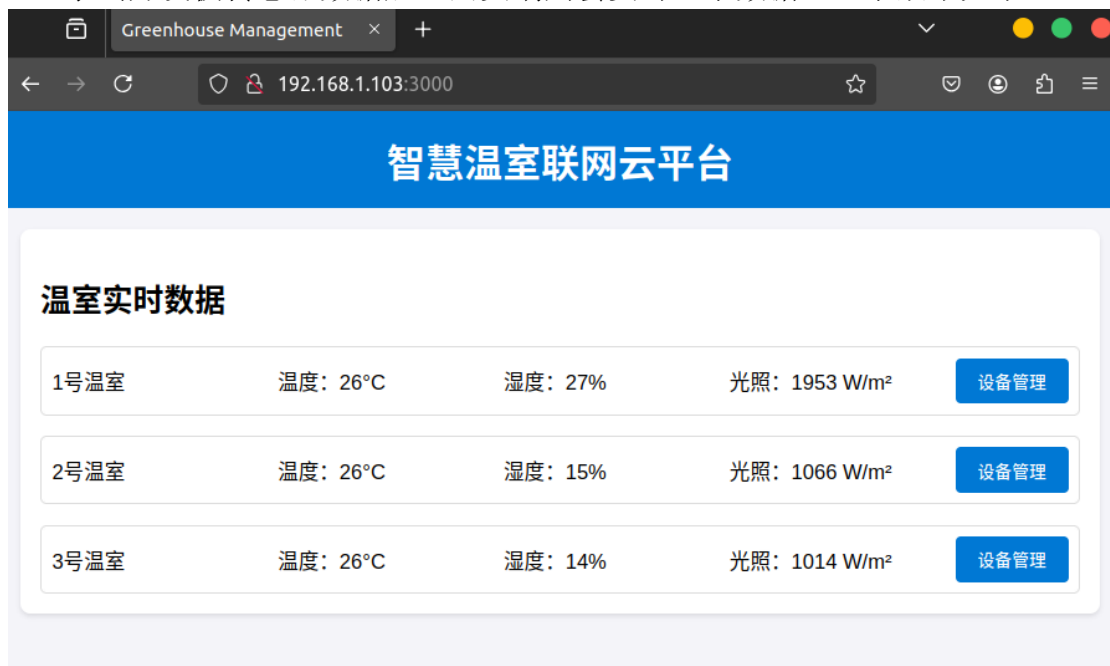 Greenhouse Management
192.168.1.103:3000
智慧温室联网云平台
温室实时数据
1号温室 温度：26°C 湿度：27% 光照：1953 W/m² 设备管理
2号温室 温度：26°C 湿度：15% 光照：1066 W/m² 设备管理
3号温室 温度：26°C 湿度：14% 光照：1014 W/m² 设备管理